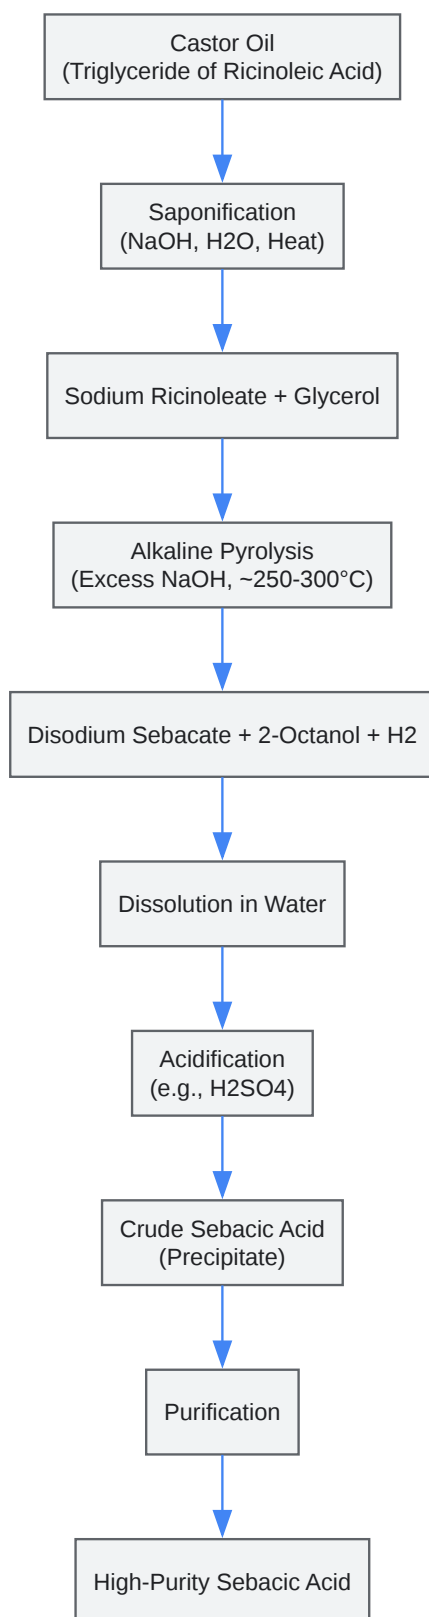 Castor Oil
(Triglyceride of Ricinoleic Acid)
Saponification
(NaOH, H2O, Heat)
Sodium Ricinoleate + Glycerol
Alkaline Pyrolysis
(Excess NaOH, ~250-300°C)
Disodium Sebacate + 2-Octanol + H2
Dissolution in Water
Acidification
(e.g., H2SO4)
Crude Sebacic Acid
(Precipitate)
Purification
High-Purity Sebacic Acid